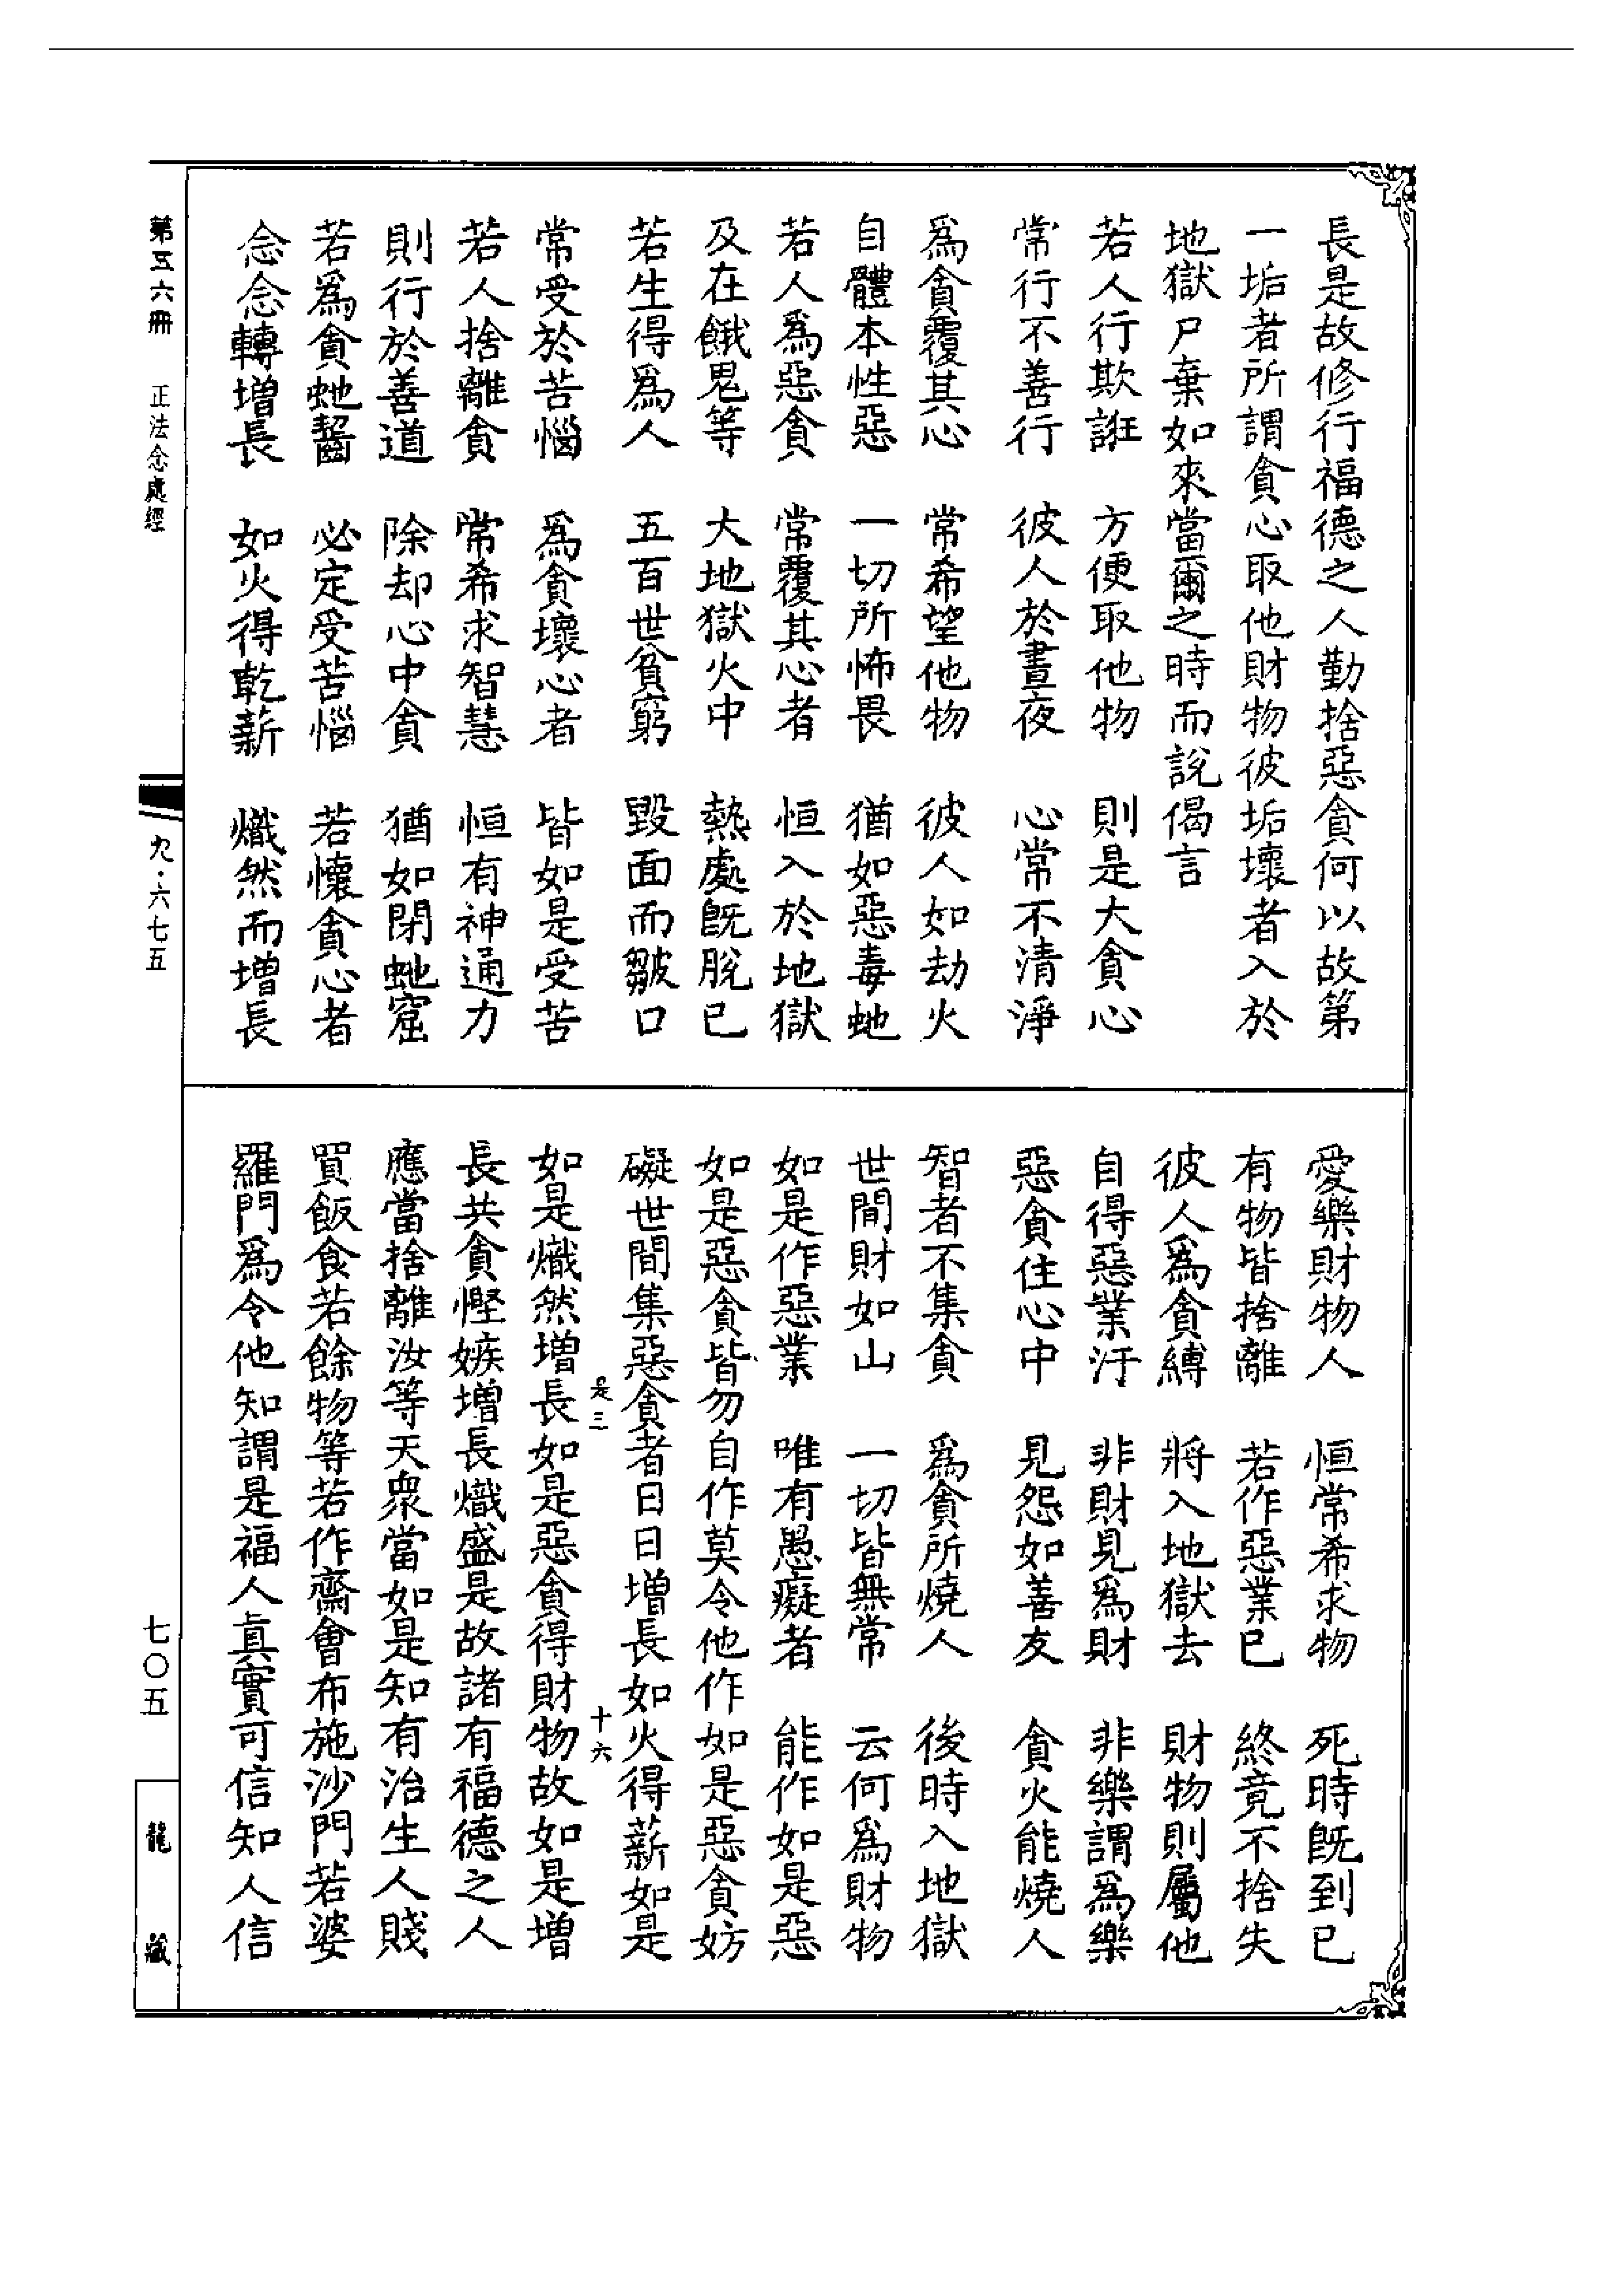 長是故修行福德之人勤捨惡貪何以故第
一垢者所謂貪心取他財物彼垢壞者入於
地獄尸棄如來當爾之時而說偈言
若人行欺誑　方便取他物　則是大貪心
常行不善行　彼人於晝夜　心常不清淨
爲貪覆其心　常希望他物　彼人如劫火
自體本性惡　一切所怖畏　猶如惡毒虵
若人爲惡貪　常覆其心者　恒入於地獄
及在餓鬼等　大地獄火中　熱處旣脫已
若生得爲人　五百世貧窮　毀面而皺口
常受於苦惱　爲貪壞心者　皆如是受苦
若人捨離貪　常希求智慧　恒有神通力
則行於善道　除却心中貪　猶如閉虵窟
若爲貪虵齧　必定受苦惱　若懷貪心者
念念轉增長　如火得乾薪　熾然而增長
愛樂財物人　恒常希求物　死時旣到已
有物皆捨離　若作惡業已　終竟不捨失
彼人爲貪縛　將入地獄去　財物則屬他
自得惡業汙　非財見爲財　非樂謂爲樂
惡貪住心中　見怨如善友　貪火能燒人
智者不集貪　爲貪所燒人　後時入地獄
世間財如山　一切皆無常　云何爲財物
如是作惡業　唯有愚癡者　能作如是惡
如是惡貪皆勿自作莫令他作如是惡貪妨
礙世間集惡貪者日日增長如火得薪如是
是三　十六
如是熾然增長如是惡貪得財物故如是增
長共貪慳嫉增長熾盛是故諸有福德之人
應當捨離汝等天衆當如是知有治生人賤
買飯食若餘物等若作齋會布施沙門若婆
羅門爲令他知謂是福人真實可信知人信
第五六冊　正法念處經　九·六七五　七〇五　龍藏